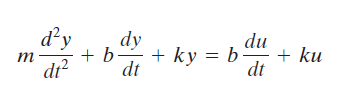 m d²y/dt² + b dy/dt + ky = b du/dt + ku